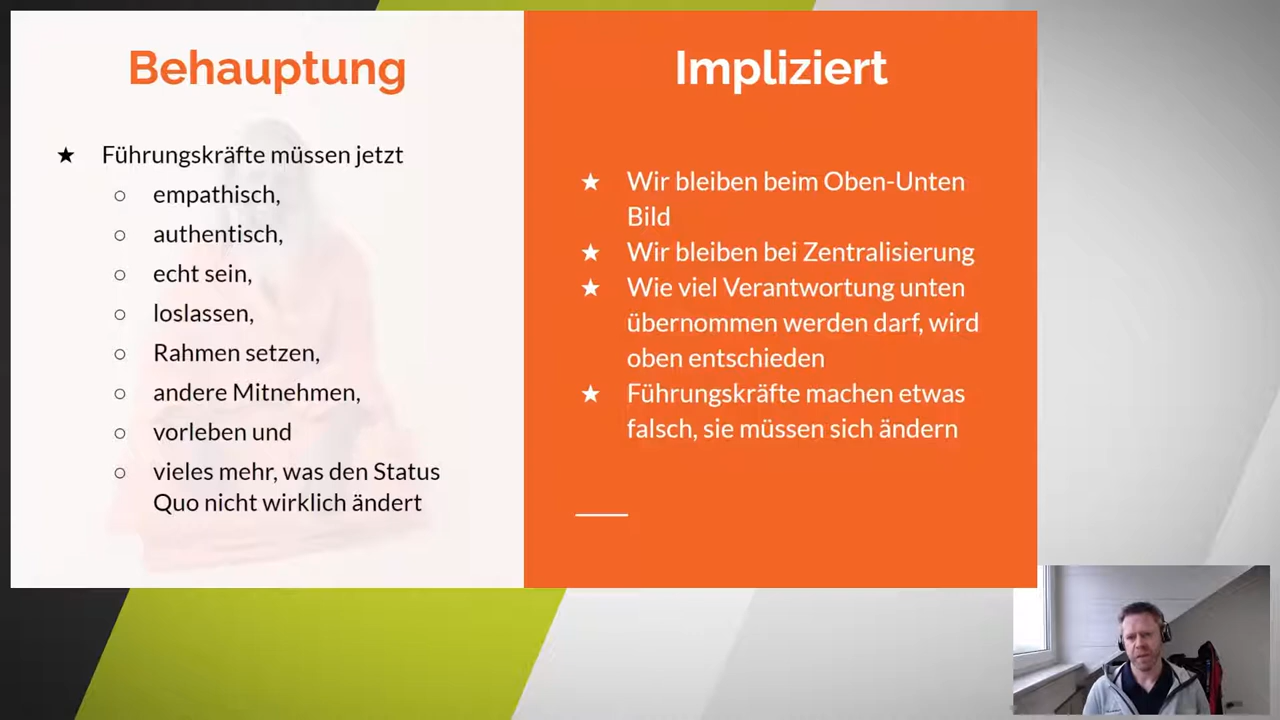 Behauptung
★ Führungskräfte müssen jetzt
○ empathisch,
○ authentisch,
○ echt sein,
○ loslassen,
○ Rahmen setzen,
○ andere Mitnehmen,
○ vorleben und
○ vieles mehr, was den Status
Quo nicht wirklich ändert
Impliziert
★ Wir bleiben beim Oben-Unten
Bild
★ Wir bleiben bei Zentralisierung
★ Wie viel Verantwortung unten
übernommen werden darf, wird
oben entschieden
★ Führungskräfte machen etwas
falsch, sie müssen sich ändern